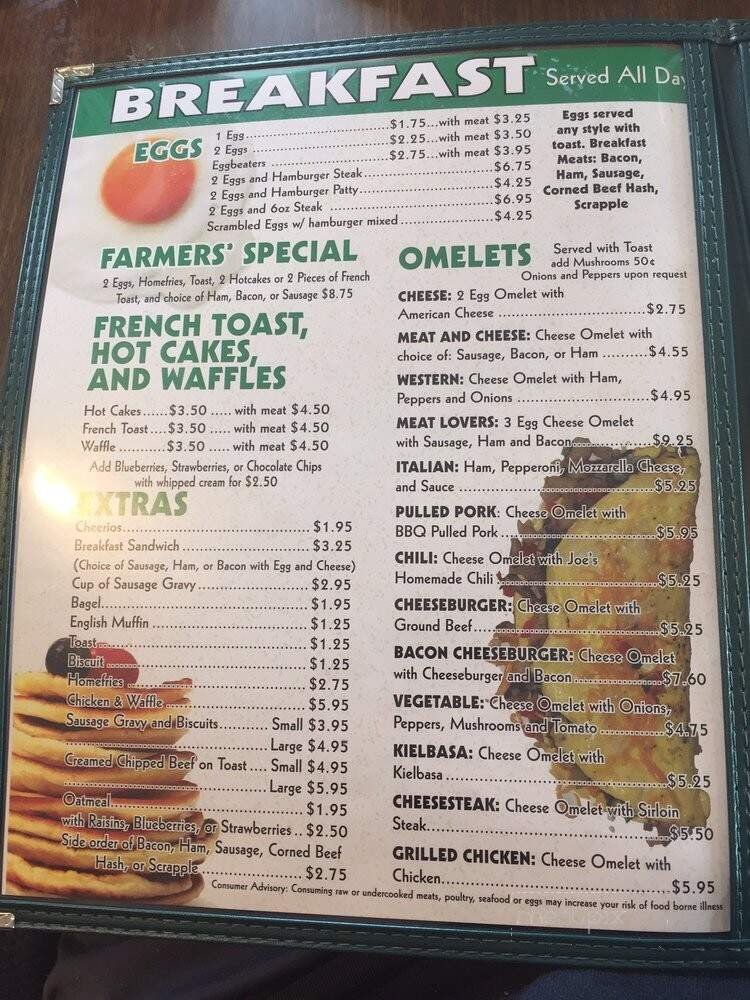 BREAKFAST Served All Day
EGGS
1 Egg.....$1.75...with meat $3.25
2 Eggs.....$2.25...with meat $3.50
Eggbeaters.....$2.75...with meat $3.95
2 Eggs and Hamburger Steak.....$6.75
2 Eggs and Hamburger Patty.....$4.25
2 Eggs and 6oz Steak.....$6.95
Scrambled Eggs w/ hamburger mixed.....$4.25
Eggs served
any style with
toast. Breakfast
Meats: Bacon,
Ham, Sausage,
Corned Beef Hash,
Scrapple
FARMERS' SPECIAL
2 Eggs, Homefries, Toast, 2 Hotcakes or 2 Pieces of French
Toast, and choice of Ham, Bacon, or Sausage $8.75
FRENCH TOAST,
HOT CAKES,
AND WAFFLES
Hot Cakes......$3.50 ..... with meat $4.50
French Toast....$3.50 ..... with meat $4.50
Waffle ...........$3.50 ..... with meat $4.50
Add Blueberries, Strawberries, or Chocolate Chips
with whipped cream for $2.50
EXTRAS
Cheerios.....$1.95
Breakfast Sandwich.....$3.25
(Choice of Sausage, Ham, or Bacon with Egg and Cheese)
Cup of Sausage Gravy.....$2.95
Bagel.....$1.95
English Muffin.....$1.25
Toast.....$1.25
Biscuit.....$1.25
Homefries.....$2.75
Chicken & Waffle.....$5.95
Sausage Gravy and Biscuits..... Small $3.95
..... Large $4.95
Creamed Chipped Beef on Toast.... Small $4.95
..... Large $5.95
Oatmeal.....$1.95
with Raisins, Blueberries, or Strawberries..$2.50
Side order of Bacon, Ham, Sausage, Corned Beef
Hash, or Scrapple.....$2.75
OMELETS
Served with Toast
add Mushrooms 50¢
Onions and Peppers upon request
CHEESE: 2 Egg Omelet with
American Cheese.....$2.75
MEAT AND CHEESE: Cheese Omelet with
choice of: Sausage, Bacon, or Ham.....$4.55
WESTERN: Cheese Omelet with Ham,
Peppers and Onions.....$4.95
MEAT LOVERS: 3 Egg Cheese Omelet
with Sausage, Ham and Bacon.....$9.25
ITALIAN: Ham, Pepperoni, Mozzarella Cheese,
and Sauce.....$5.25
PULLED PORK: Cheese Omelet with
BBQ Pulled Pork.....$5.95
CHILI: Cheese Omelet with Joe's
Homemade Chili.....$5.25
CHEESEBURGER: Cheese Omelet with
Ground Beef.....$5.25
BACON CHEESEBURGER: Cheese Omelet
with Cheeseburger and Bacon.....$7.60
VEGETABLE: Cheese Omelet with Onions,
Peppers, Mushrooms and Tomato.....$4.75
KIELBASA: Cheese Omelet with
Kielbasa.....$5.25
CHEESESTEAK: Cheese Omelet with Sirloin
Steak.....$5.50
GRILLED CHICKEN: Cheese Omelet with
Chicken.....$5.95
Consumer Advisory: Consuming raw or undercooked meats, poultry, seafood or eggs may increase your risk of food borne illness